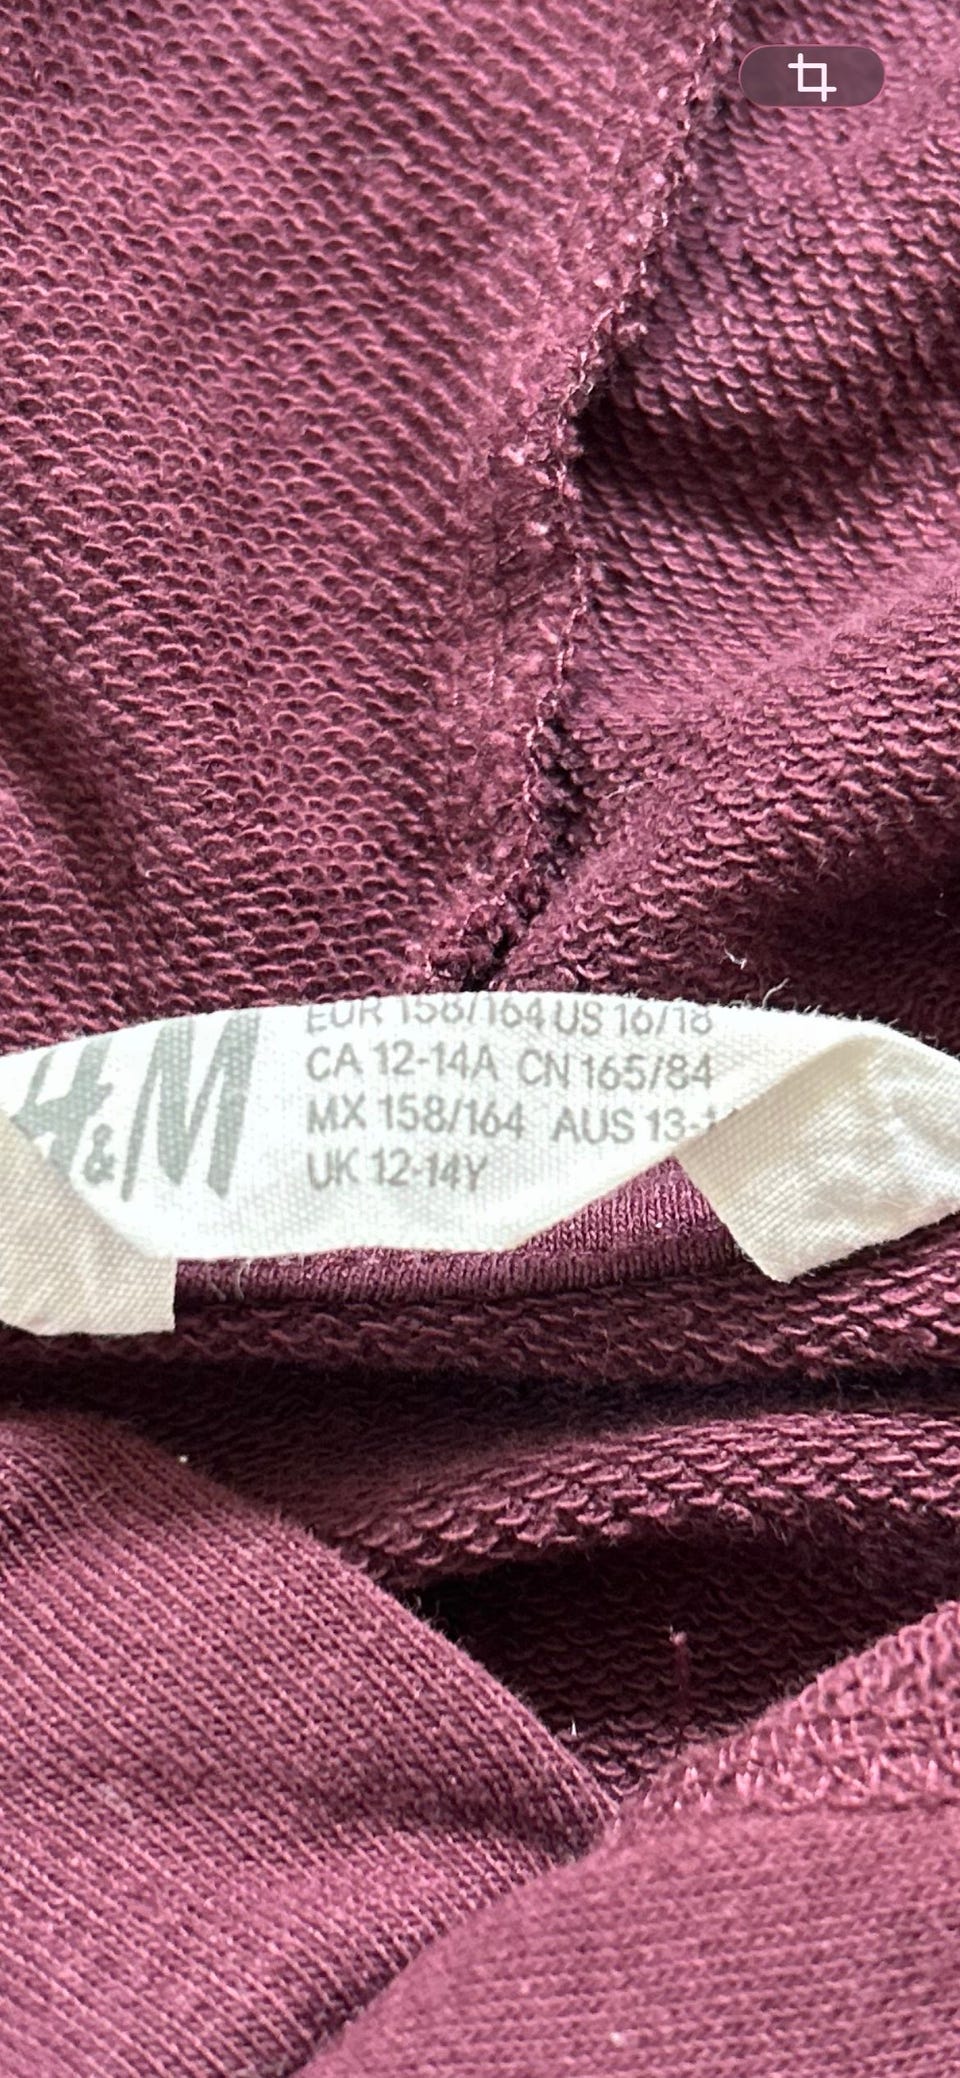 H&M
EUR 158/164 US 16/18
CA 12-14A CN 165/84
MX 158/164 AUS
UK 12-14Y